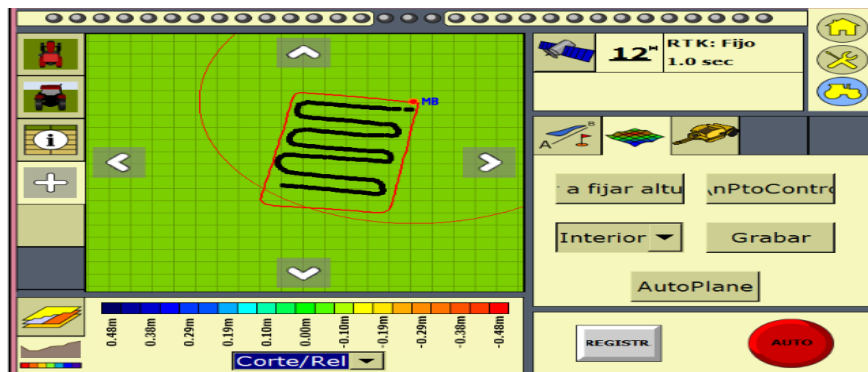 12"
RTK: Fijo
1.0 sec
MB
A B
i
r a fijar altu
\nPtoContro
Interior
Grabar
AutoPlane
0.48m
0.38m
0.29m
0.19m
0.10m
0.00m
-0.10m
-0.19m
-0.29m
-0.38m
-0.48m
Corte/Rel
REGISTR.
AUTO